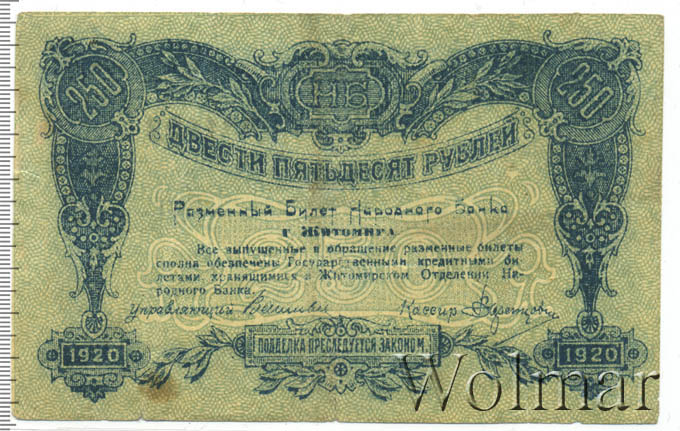 250 НБ 250
ДВЕСТИ ПЯТЬДЕСЯТ РУБЛЕЙ
Разменный Билет Народного Банка
г Житомира
Все выпущенные в обращение разменные билеты
сполна обеспечены Государственными кредитными би-
летами, хранящимися в Житомирском Отделении На-
родного Банка.
Управляющий Кассир
1920 ПОДДЕЛКА ПРЕСЛЕДУЕТСЯ ЗАКОНОМ. 1920
Wolmar